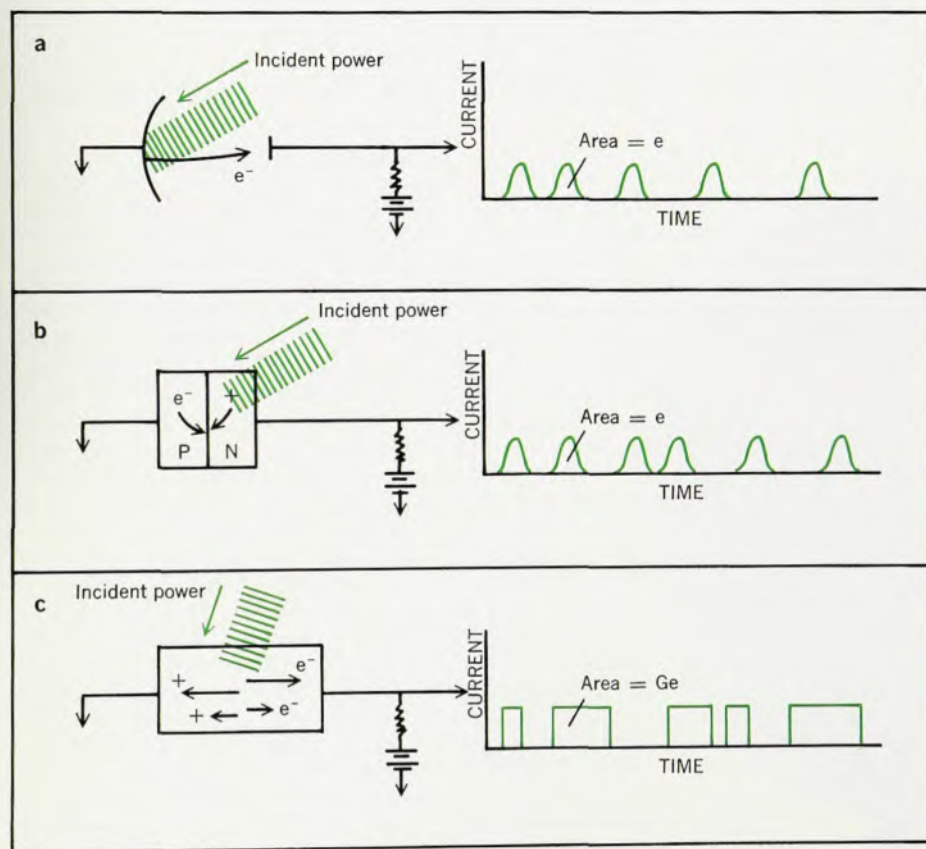 a
Incident power
e⁻
CURRENT
Area = e
TIME
b
Incident power
e⁻ +
P N
CURRENT
Area = e
TIME
c
Incident power
+ e⁻
+ e⁻
CURRENT
Area = Ge
TIME